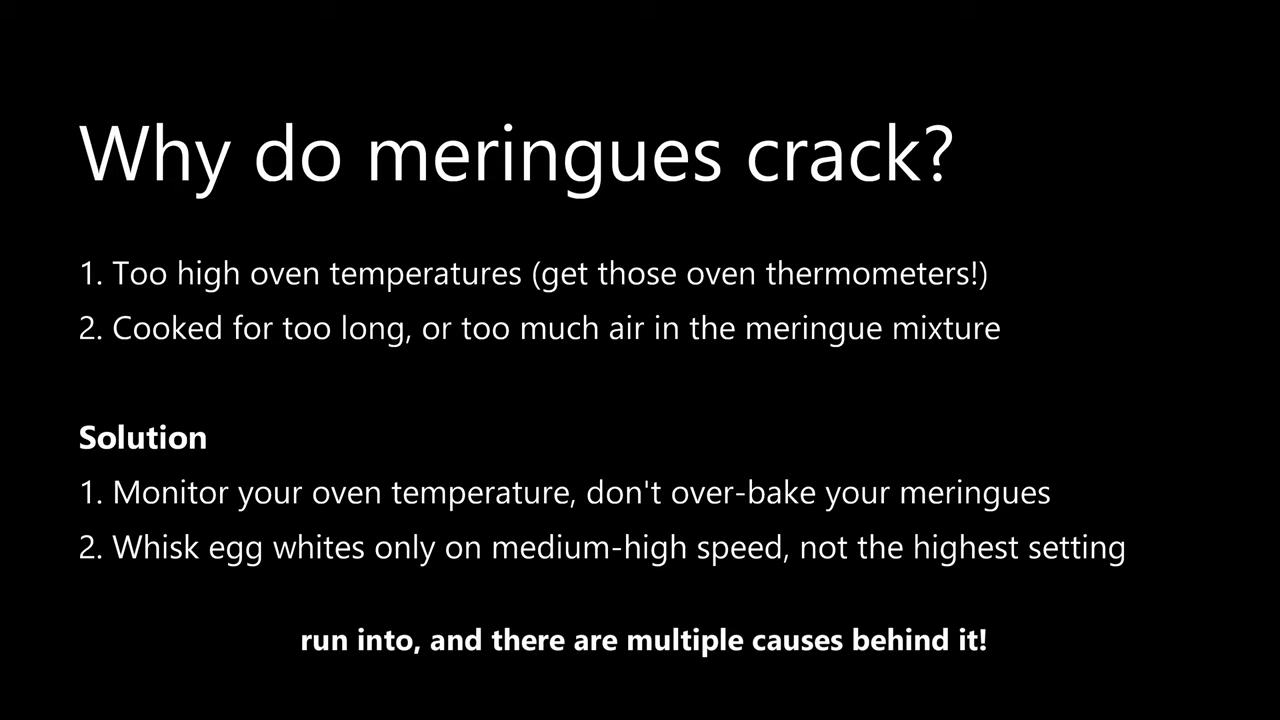 Why do meringues crack?
1. Too high oven temperatures (get those oven thermometers!)
2. Cooked for too long, or too much air in the meringue mixture
Solution
1. Monitor your oven temperature, don't over-bake your meringues
2. Whisk egg whites only on medium-high speed, not the highest setting
run into, and there are multiple causes behind it!